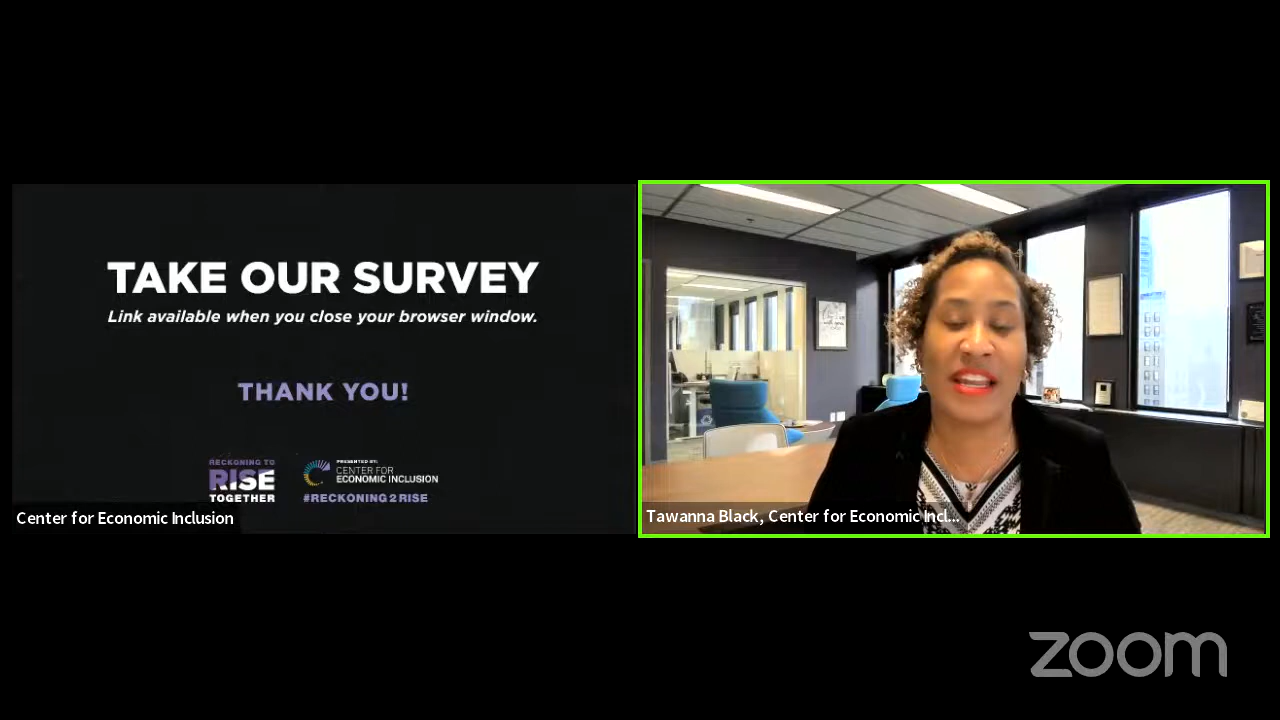 TAKE OUR SURVEY
Link available when you close your browser window.
THANK YOU!
RECKONING TO
RISE
TOGETHER
PRESENTED BY:
CENTER FOR
ECONOMIC INCLUSION
#RECKONING2RISE
Center for Economic Inclusion
Tawanna Black, Center for Economic Incl...
zoom